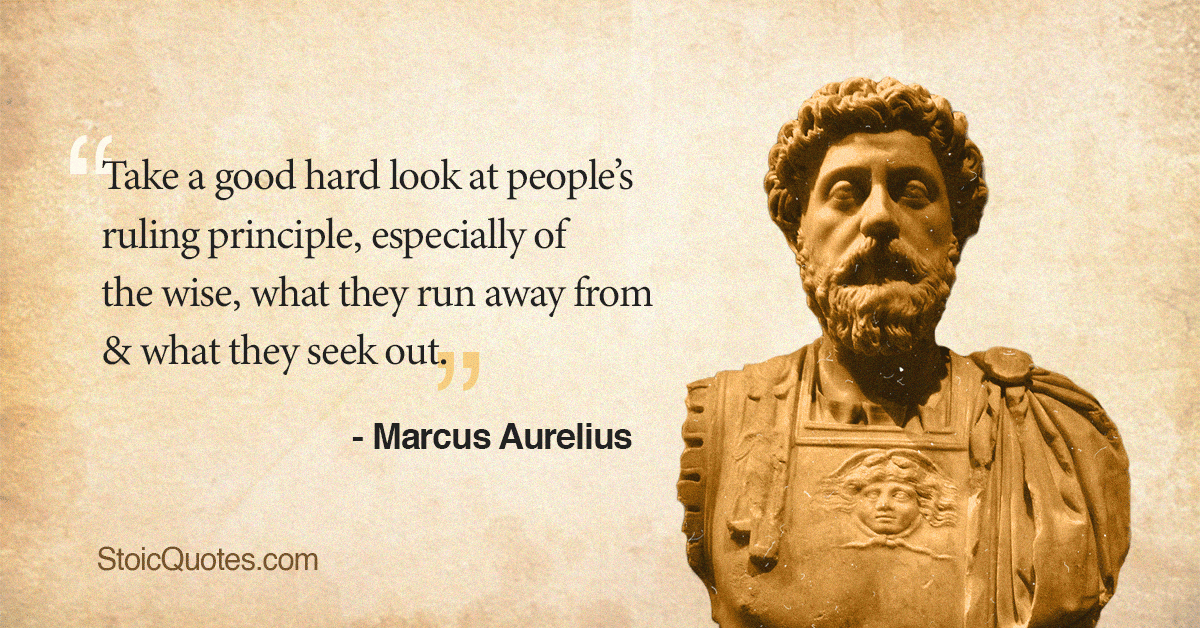 “Take a good hard look at people’s
ruling principle, especially of
the wise, what they run away from
& what they seek out.”
- Marcus Aurelius
StoicQuotes.com